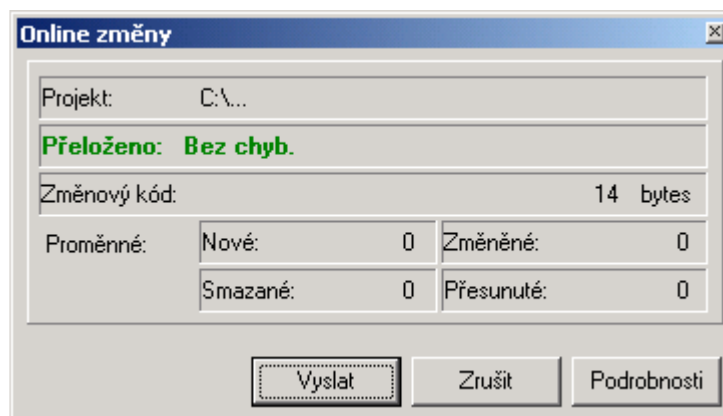 Online změny
Projekt: C:\...
Přeloženo: Bez chyb.
Změnový kód: 14 bytes
Proměnné: Nové: 0 Změněné: 0
Smazané: 0 Přesunuté: 0
Vyslat Zrušit Podrobnosti